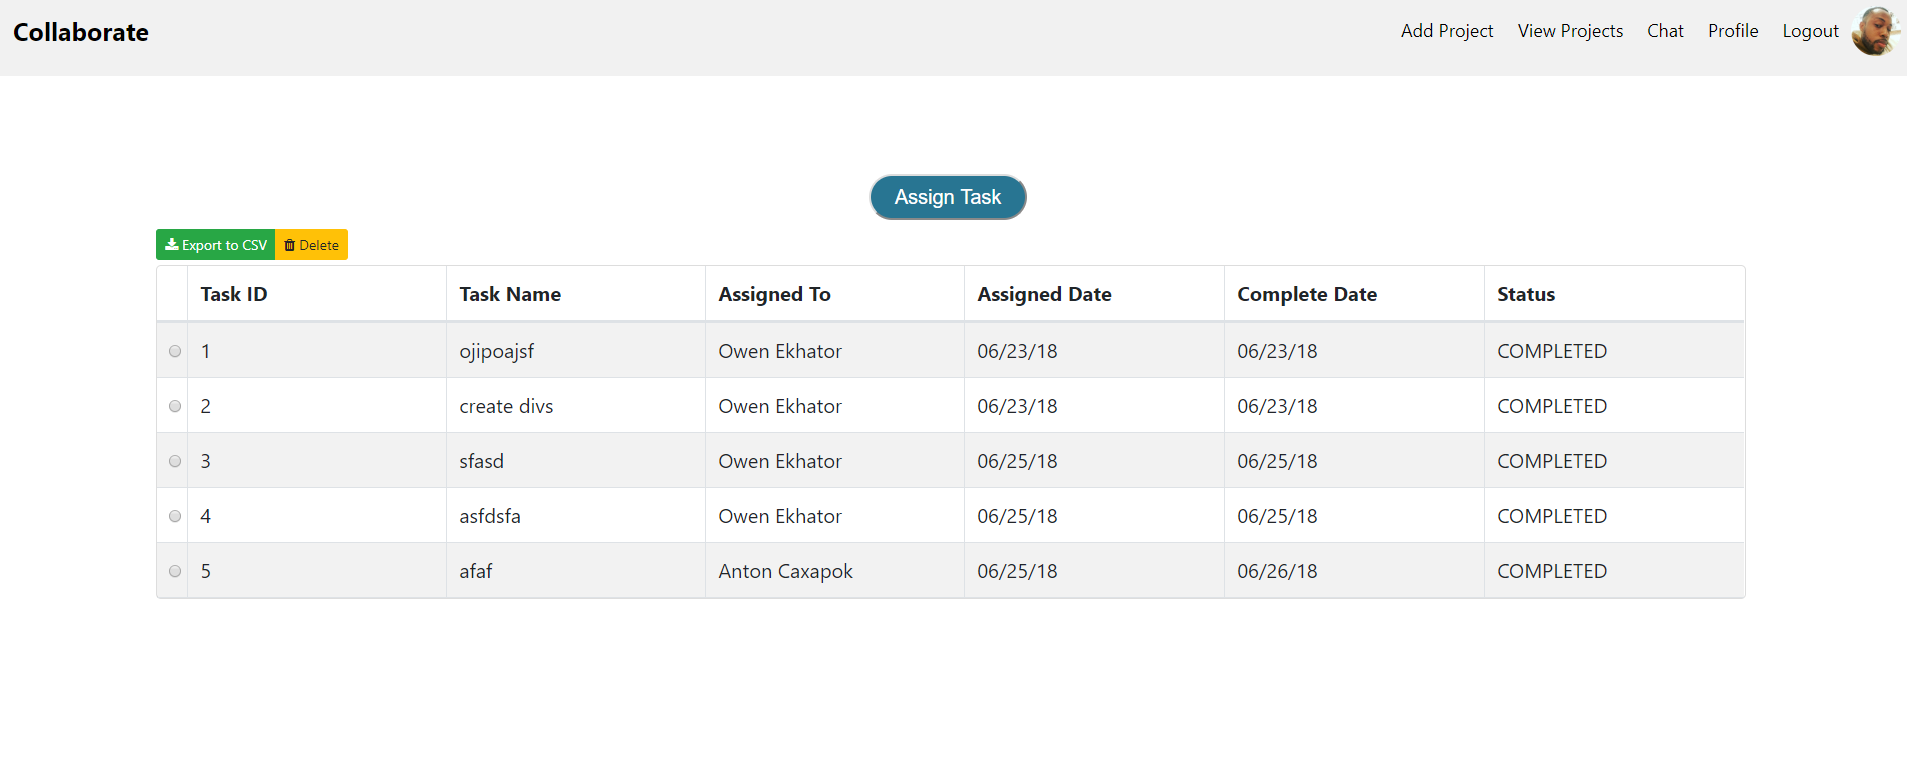 Collaborate Add Project View Projects Chat Profile Logout
Assign Task
Export to CSV Delete
Task ID Task Name Assigned To Assigned Date Complete Date Status
1 ojipoajsf Owen Ekhator 06/23/18 06/23/18 COMPLETED
2 create divs Owen Ekhator 06/23/18 06/23/18 COMPLETED
3 sfasd Owen Ekhator 06/25/18 06/25/18 COMPLETED
4 asfdsfa Owen Ekhator 06/25/18 06/25/18 COMPLETED
5 afaf Anton Caxapok 06/25/18 06/26/18 COMPLETED